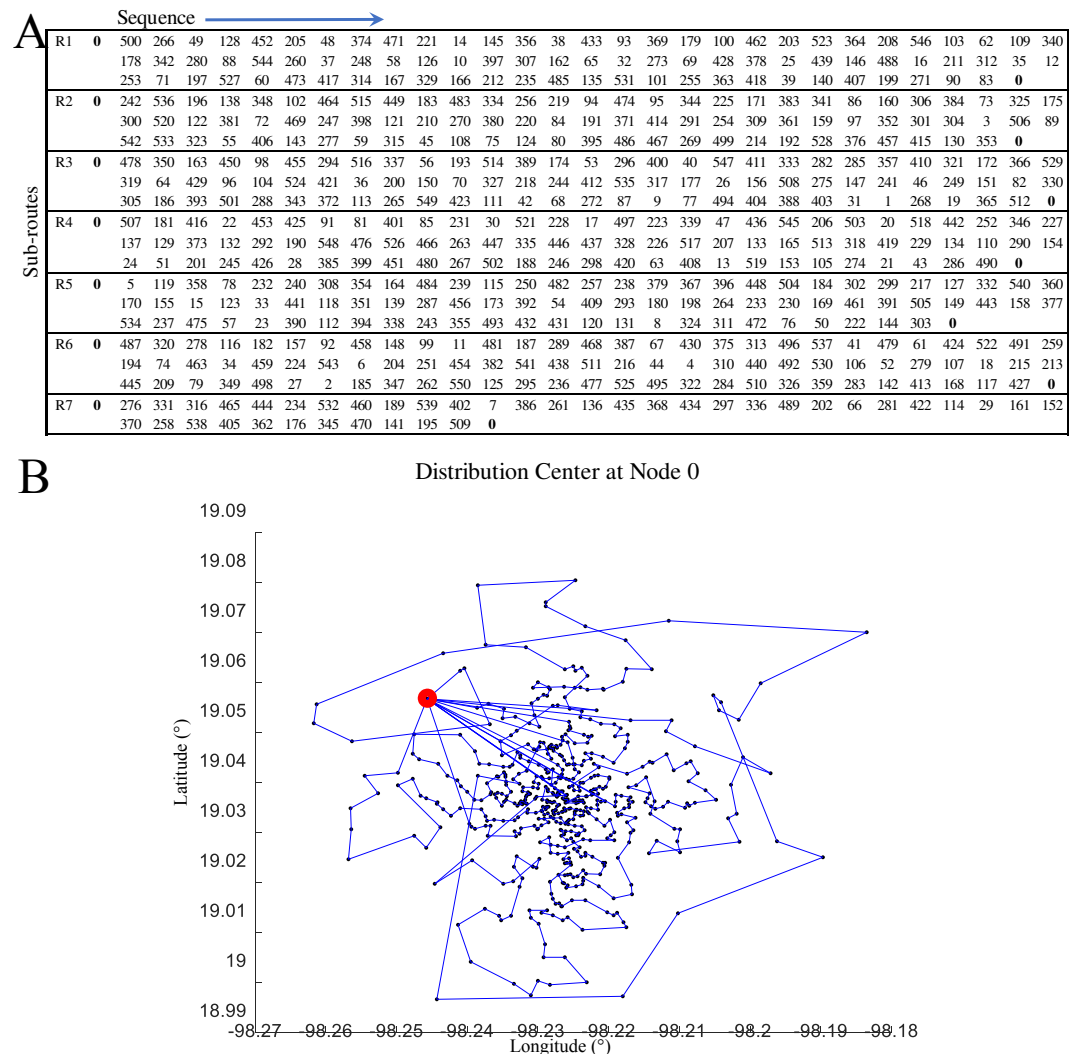 A
Sequence
Sub-routes
R1 0 500 266 49 128 452 205 48 374 471 221 14 145 356 38 433 93 369 179 100 462 203 523 364 208 546 103 62 109 340
178 342 280 88 544 260 37 248 58 126 10 397 307 162 65 32 273 69 428 378 25 439 146 488 16 211 312 35 12
253 71 197 527 60 473 417 314 167 329 166 212 235 485 135 531 101 255 363 418 39 140 407 199 271 90 83 0
R2 0 242 536 196 138 348 102 464 515 449 183 483 334 256 219 94 474 95 344 225 171 383 341 86 160 306 384 73 325 175
300 520 122 381 72 469 247 398 121 210 270 380 220 84 191 371 414 291 254 309 361 159 97 352 301 304 3 506 89
542 533 323 55 406 143 277 59 315 45 108 75 124 80 395 486 467 269 499 214 192 528 376 457 415 130 353 0
R3 0 478 350 163 450 98 455 294 516 337 56 193 514 389 174 53 296 400 40 547 411 333 282 285 357 410 321 172 366 529
319 64 429 96 104 524 421 36 200 150 70 327 218 244 412 535 317 177 26 156 508 275 147 241 46 249 151 82 330
305 186 393 501 288 343 372 113 265 549 423 111 42 68 272 87 9 77 494 404 388 403 31 1 268 19 365 512 0
R4 0 507 181 416 22 453 425 91 81 401 85 231 30 521 228 17 497 223 339 47 436 545 206 503 20 518 442 252 346 227
137 129 373 132 292 190 548 476 526 466 263 447 335 446 437 328 226 517 207 133 165 513 318 419 229 134 110 290 154
24 51 201 245 426 28 385 399 451 480 267 502 188 246 298 420 63 408 13 519 153 105 274 21 43 286 490 0
R5 0 5 119 358 78 232 240 308 354 164 484 239 115 250 482 257 238 379 367 396 448 504 184 302 299 217 127 332 540 360
170 155 15 123 33 441 118 351 139 287 456 173 392 54 409 293 180 198 264 233 230 169 461 391 505 149 443 158 377
534 237 475 57 23 390 112 394 338 243 355 493 432 431 120 131 8 324 311 472 76 50 222 144 303 0
R6 0 487 320 278 116 182 157 92 458 148 99 11 481 187 289 468 387 67 430 375 313 496 537 41 479 61 424 522 491 259
194 74 463 34 459 224 543 6 204 251 454 382 541 438 511 216 44 4 310 440 492 530 106 52 279 107 18 215 213
445 209 79 349 498 27 2 185 347 262 550 125 295 236 477 525 495 322 284 510 326 359 283 142 413 168 117 427 0
R7 0 276 331 316 465 444 234 532 460 189 539 402 7 386 261 136 435 368 434 297 336 489 202 66 281 422 114 29 161 152
370 258 538 405 362 176 345 470 141 195 509 0
B
Distribution Center at Node 0
19.09
19.08
19.07
19.06
19.05
19.04
19.03
19.02
19.01
19
18.99
Latitude (°)
-98.27 -98.26 -98.25 -98.24 -98.23 -98.22 -98.21 -98.2 -98.19 -98.18
Longitude (°)